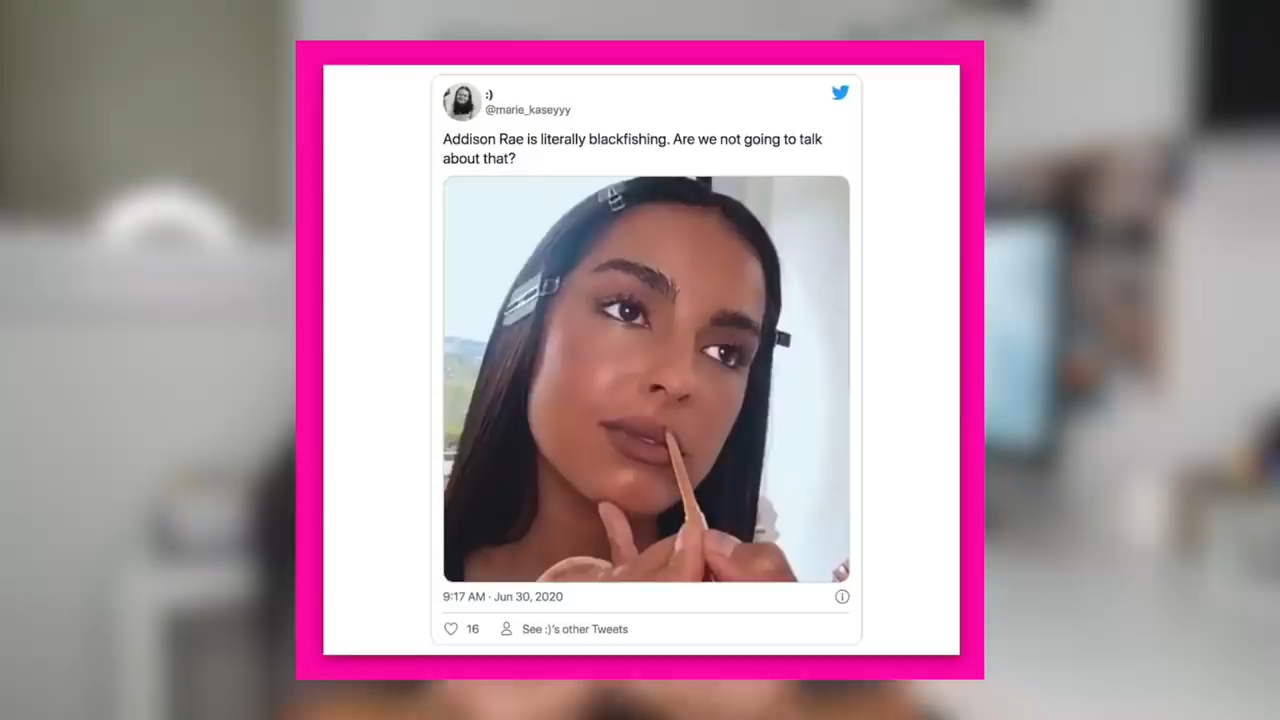 :)
@marie_kaseyyy
Addison Rae is literally blackfishing. Are we not going to talk
about that?
9:17 AM · Jun 30, 2020
16
See :)'s other Tweets